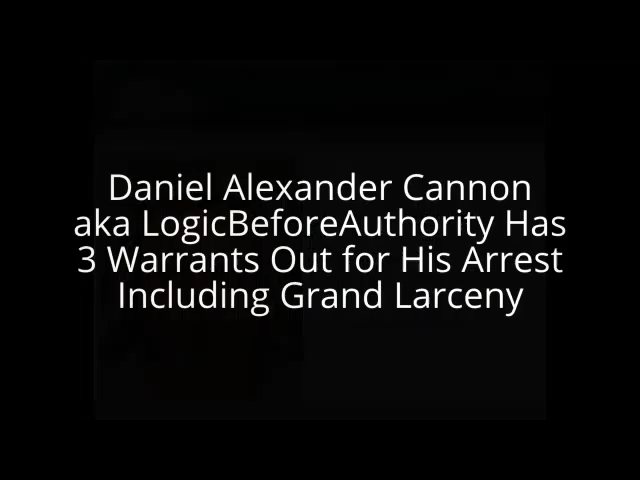 Daniel Alexander Cannon
aka LogicBeforeAuthority Has
3 Warrants Out for His Arrest
Including Grand Larceny